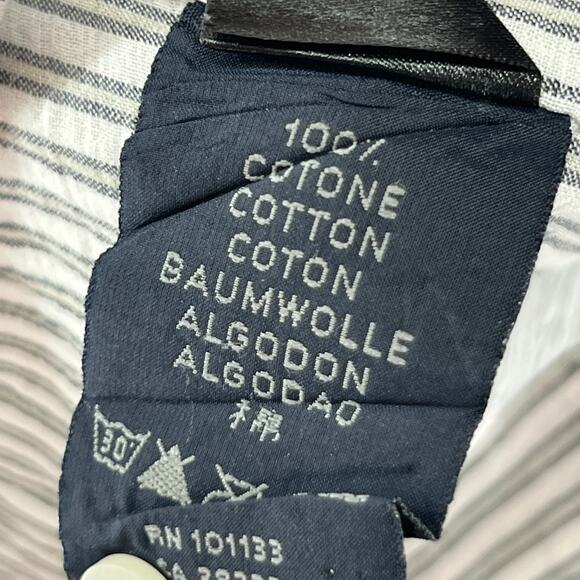 100%
COTONE
COTTON
COTON
BAUMWOLLE
ALGODON
ALGODAO
棉
30°
RN 101133